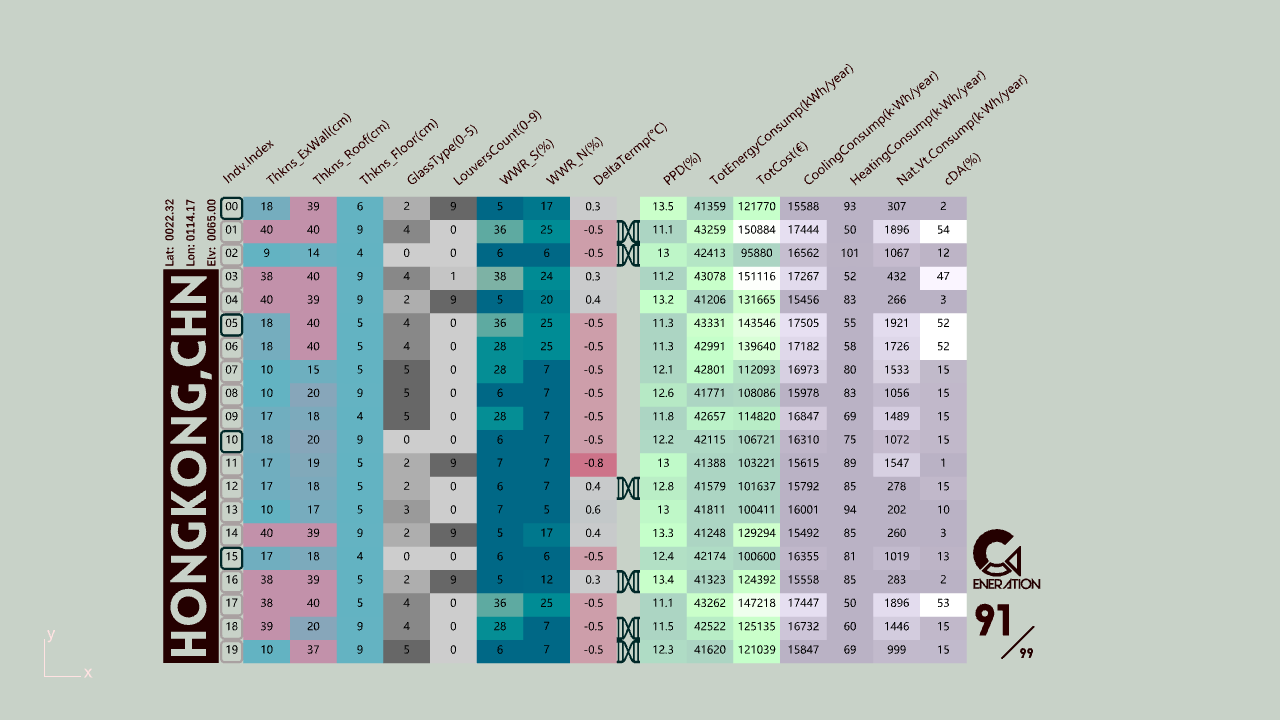 Indv.Index Thkns_ExWall(cm) Thkns_Roof(cm) Thkns_Floor(cm) GlassType(0-5) LouversCount(0-9) WWR_S(%) WWR_N(%) DeltaTermp(°C) PPD(%) TotEnergyConsump(kWh/year) TotCost(€) CoolingConsump(k·Wh/year) HeatingConsump(k·Wh/year) Nat.Vt.Consump(k·Wh/year) cDA(%)
Lat: 0022.32
Lon: 0114.17
Elv: 0065.00
HONGKONG,CHN
00 18 39 6 2 9 5 17 0.3 13.5 41359 121770 15588 93 307 2
01 40 40 9 4 0 36 25 -0.5 11.1 43259 150884 17444 50 1896 54
02 9 14 4 0 0 6 6 -0.5 13 42413 95880 16562 101 1067 12
03 38 40 9 4 1 38 24 0.3 11.2 43078 151116 17267 52 432 47
04 40 39 9 2 9 5 20 0.4 13.2 41206 131665 15456 83 266 3
05 18 40 5 4 0 36 25 -0.5 11.3 43331 143546 17505 55 1921 52
06 18 40 5 4 0 28 25 -0.5 11.3 42991 139640 17182 58 1726 52
07 10 15 5 5 0 28 7 -0.5 12.1 42801 112093 16973 80 1533 15
08 10 20 9 5 0 6 7 -0.5 12.6 41771 108086 15978 83 1056 15
09 17 18 4 5 0 28 7 -0.5 11.8 42657 114820 16847 69 1489 15
10 18 20 9 0 0 6 7 -0.5 12.2 42115 106721 16310 75 1072 15
11 17 19 5 2 9 7 7 -0.8 13 41388 103221 15615 89 1547 1
12 17 18 5 2 0 6 7 0.4 12.8 41579 101637 15792 85 278 15
13 10 17 5 3 0 7 5 0.6 13 41811 100411 16001 94 202 10
14 40 39 9 2 9 5 17 0.4 13.3 41248 129294 15492 85 260 3
15 17 18 4 0 0 6 6 -0.5 12.4 42174 100600 16355 81 1019 13
16 38 39 5 2 9 5 12 0.3 13.4 41323 124392 15558 85 283 2
17 38 40 5 4 0 36 25 -0.5 11.1 43262 147218 17447 50 1896 53
18 39 20 9 4 0 28 7 -0.5 11.5 42522 125135 16732 60 1446 15
19 10 37 9 5 0 6 7 -0.5 12.3 41620 121039 15847 69 999 15
ENERATION
91/99
y
x